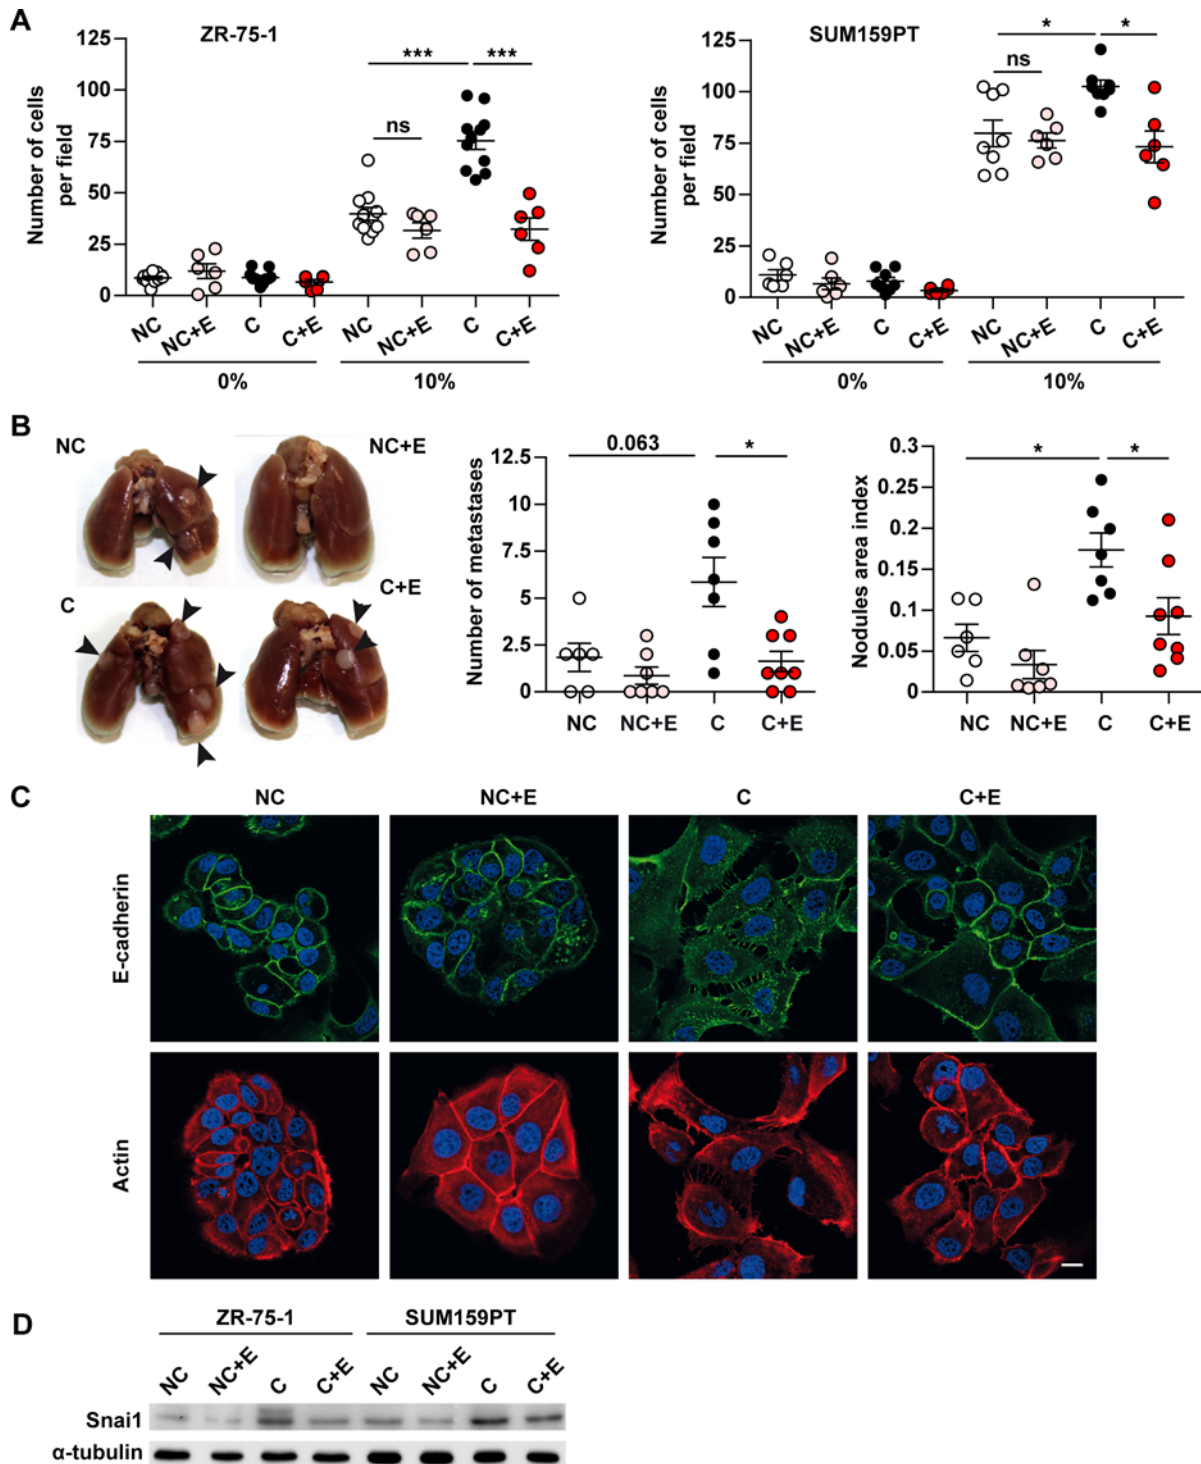 A
ZR-75-1
Number of cells
per field
125
100
75
50
25
0
***
***
ns
NC
NC+E
C
C+E
NC
NC+E
C
C+E
0%
10%
SUM159PT
Number of cells
per field
125
100
75
50
25
0
*
*
ns
NC
NC+E
C
C+E
NC
NC+E
C
C+E
0%
10%
B
NC
NC+E
C
C+E
Number of metastases
12.5
10
7.5
5
2.5
0
0.063
*
NC
NC+E
C
C+E
Nodules area index
0.3
0.25
0.2
0.15
0.1
0.05
0
*
*
NC
NC+E
C
C+E
C
NC
NC+E
C
C+E
E-cadherin
Actin
D
ZR-75-1
SUM159PT
NC
NC+E
C
C+E
NC
NC+E
C
C+E
Snai1
α-tubulin